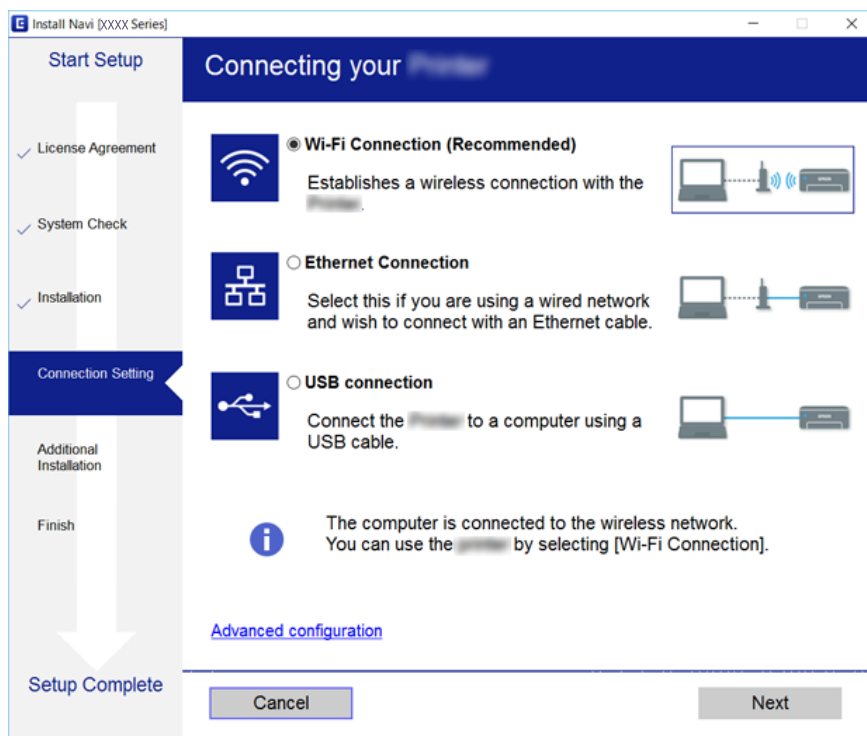 Install Navi [XXXX Series]
Start Setup
License Agreement
System Check
Installation
Connection Setting
Additional
Installation
Finish
Setup Complete
Connecting your
Wi-Fi Connection (Recommended)
Establishes a wireless connection with the
.
Ethernet Connection
Select this if you are using a wired network
and wish to connect with an Ethernet cable.
USB connection
Connect the to a computer using a
USB cable.
The computer is connected to the wireless network.
You can use the by selecting [Wi-Fi Connection].
Advanced configuration
Cancel
Next